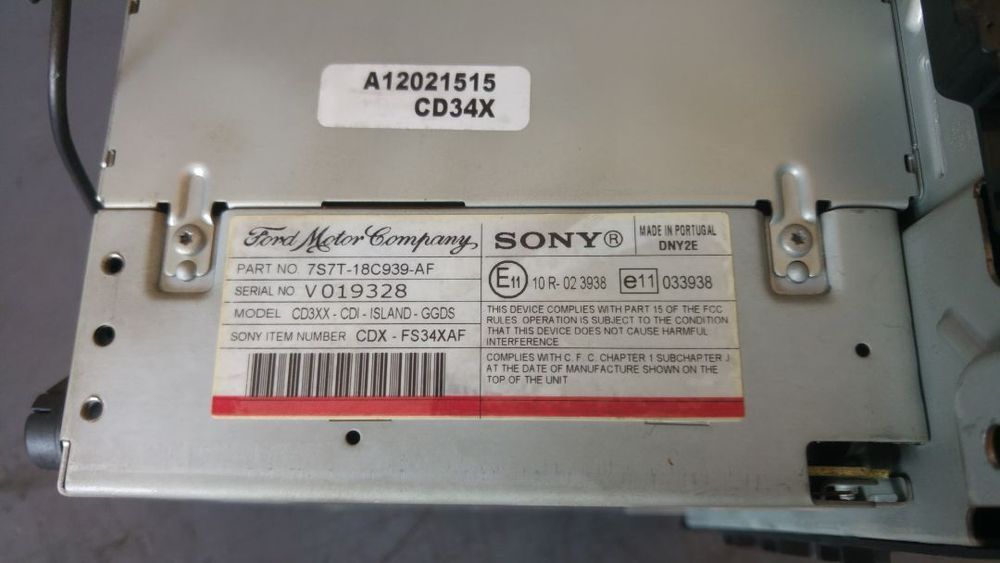 A12021515
CD34X
Ford Motor Company
PART NO. 7S7T-18C939-AF
SERIAL NO V019328
MODEL CD3XX - CDI - ISLAND - GGDS
SONY ITEM NUMBER CDX - FS34XAF
SONY®
MADE IN PORTUGAL
DNY2E
E11 10 R- 02 3938 e11 033938
THIS DEVICE COMPLIES WITH PART 15 OF THE FCC
RULES. OPERATION IS SUBJECT TO THE CONDITION
THAT THIS DEVICE DOES NOT CAUSE HARMFUL
INTERFERENCE
COMPLIES WITH C. F. C. CHAPTER 1 SUBCHAPTER J
AT THE DATE OF MANUFACTURE SHOWN ON THE
TOP OF THE UNIT